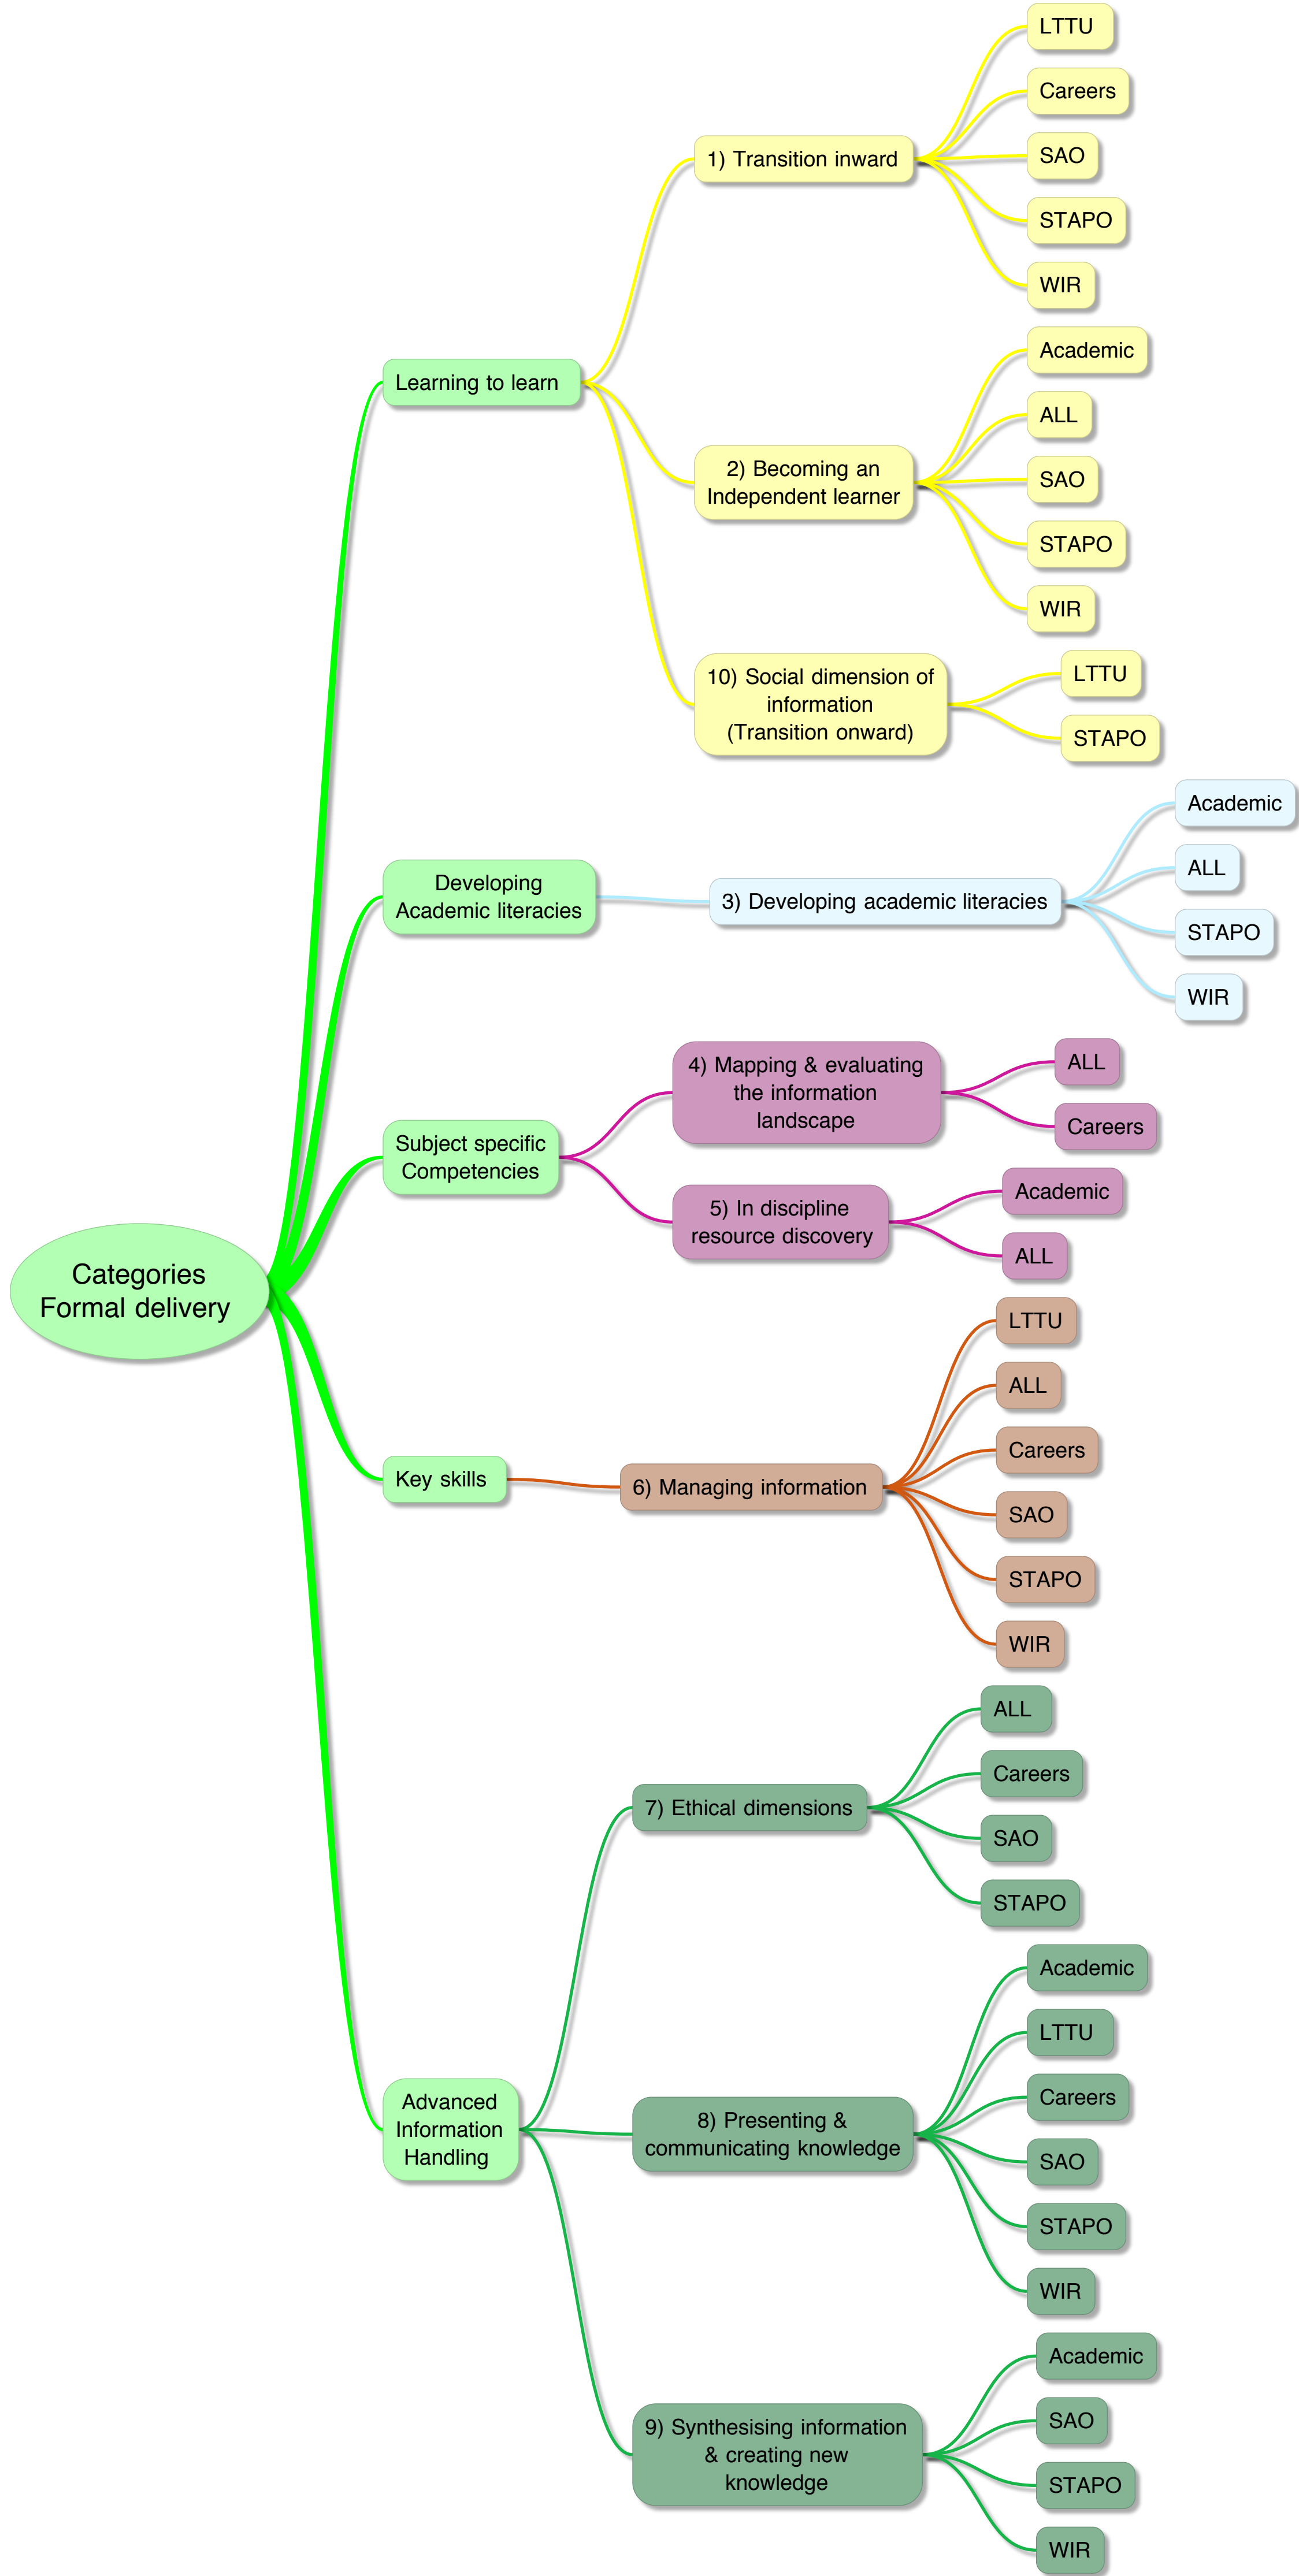 LTTU
Careers
1) Transition inward
SAO
STAPO
WIR
Academic
Learning to learn
ALL
2) Becoming an
Independent learner
SAO
STAPO
WIR
10) Social dimension of
information
(Transition onward)
LTTU
STAPO
Academic
Developing
Academic literacies
3) Developing academic literacies
ALL
STAPO
WIR
4) Mapping & evaluating
the information
landscape
ALL
Careers
Subject specific
Competencies
5) In discipline
resource discovery
Academic
ALL
Categories
Formal delivery
LTTU
ALL
Careers
Key skills
6) Managing information
SAO
STAPO
WIR
ALL
Careers
7) Ethical dimensions
SAO
STAPO
Academic
LTTU
Careers
Advanced
Information
Handling
8) Presenting &
communicating knowledge
SAO
STAPO
WIR
Academic
SAO
9) Synthesising information
& creating new
knowledge
STAPO
WIR